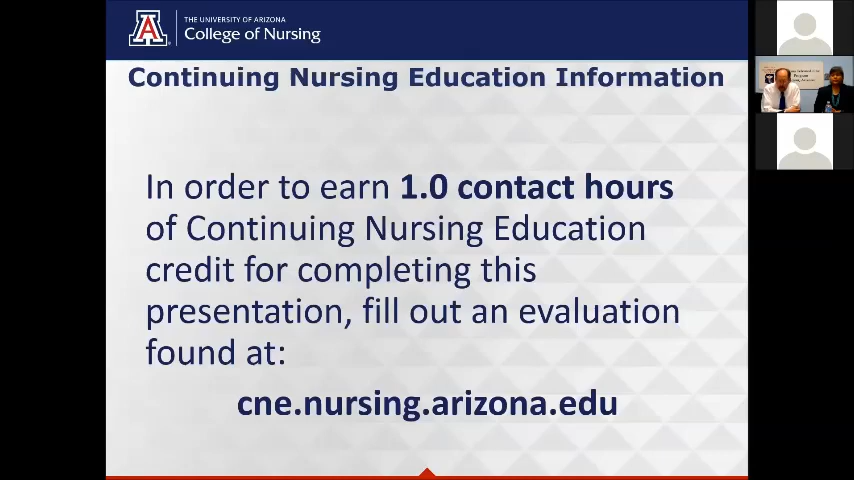 THE UNIVERSITY OF ARIZONA
College of Nursing
Continuing Nursing Education Information
In order to earn 1.0 contact hours
of Continuing Nursing Education
credit for completing this
presentation, fill out an evaluation
found at:
cne.nursing.arizona.edu